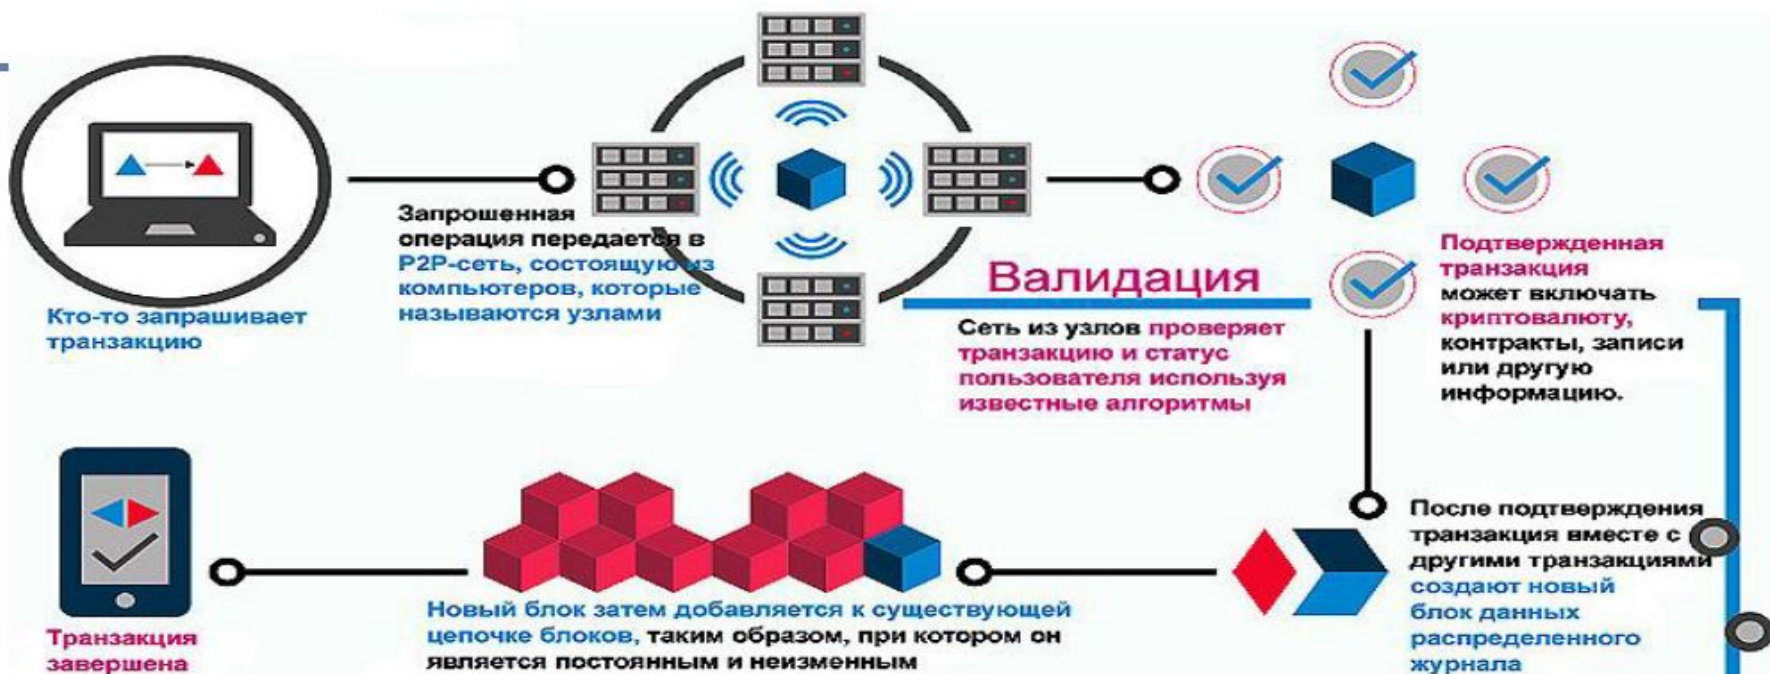 Кто-то запрашивает
транзакцию
Запрошенная
операция передается в
P2P-сеть, состоящую из
компьютеров, которые
называются узлами
Валидация
Сеть из узлов проверяет
транзакцию и статус
пользователя используя
известные алгоритмы
Подтвержденная
транзакция
может включать
криптовалюту,
контракты, записи
или другую
информацию.
После подтверждения
транзакция вместе с
другими транзакциями
создают новый
блок данных
распределенного
журнала
Новый блок затем добавляется к существующей
цепочке блоков, таким образом, при котором он
является постоянным и неизменным
Транзакция
завершена